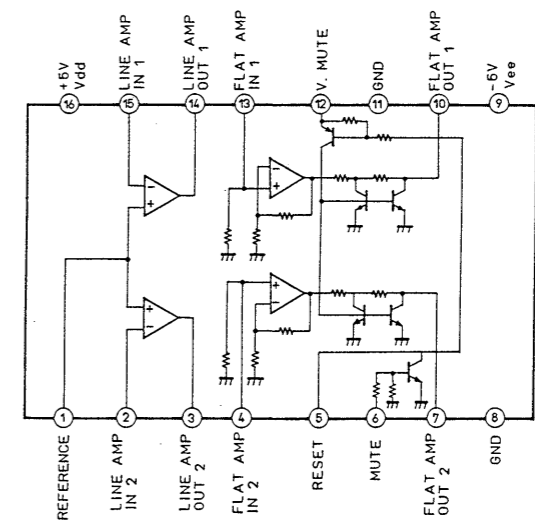 +5V
Vdd
LINE AMP
IN 1
LINE AMP
OUT 1
FLAT AMP
IN 1
V. MUTE
GND
FLAT AMP
OUT 1
-5V
Vee
16
15
14
13
12
11
10
9
-
+
-
+
+
-
+
-
1
2
3
4
5
6
7
8
REFERENCE
LINE AMP
IN 2
LINE AMP
OUT 2
FLAT AMP
IN 2
RESET
MUTE
FLAT AMP
OUT 2
GND